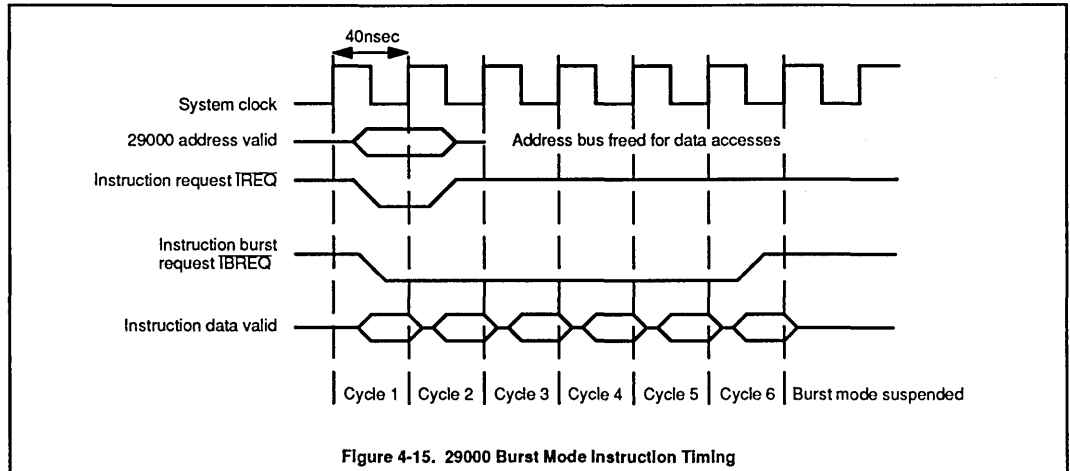 40nsec
System clock
29000 address valid
Address bus freed for data accesses
Instruction request IREQ
Instruction burst
request IBREQ
Instruction data valid
Cycle 1 Cycle 2 Cycle 3 Cycle 4 Cycle 5 Cycle 6 Burst mode suspended
Figure 4-15. 29000 Burst Mode Instruction Timing